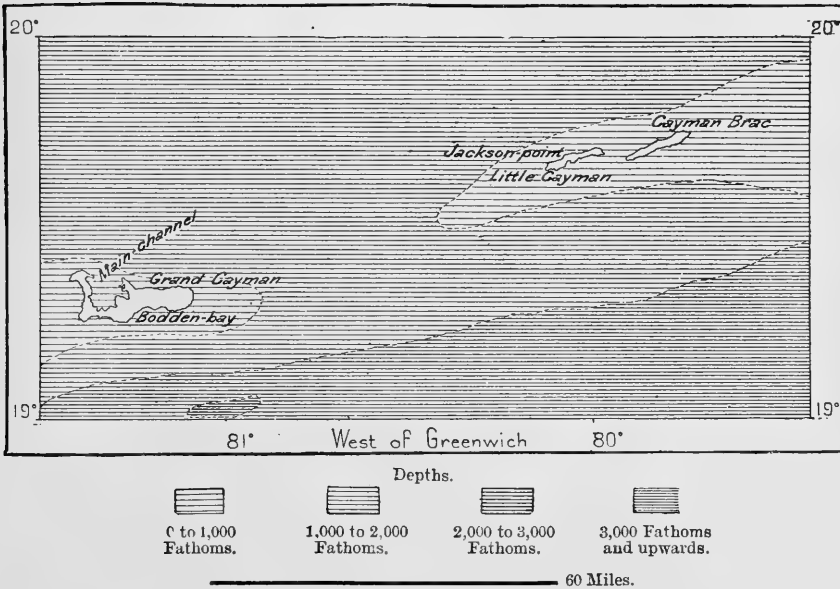 20° 20°
Cayman Brac
Jackson-point
Little Cayman
Main-channel
Grand Cayman
Bodden-bay
19° 19°
81° West of Greenwich 80°
Depths.
0 to 1,000 1,000 to 2,000 2,000 to 3,000 3,000 Fathoms
Fathoms. Fathoms. Fathoms. and upwards.
60 Miles.